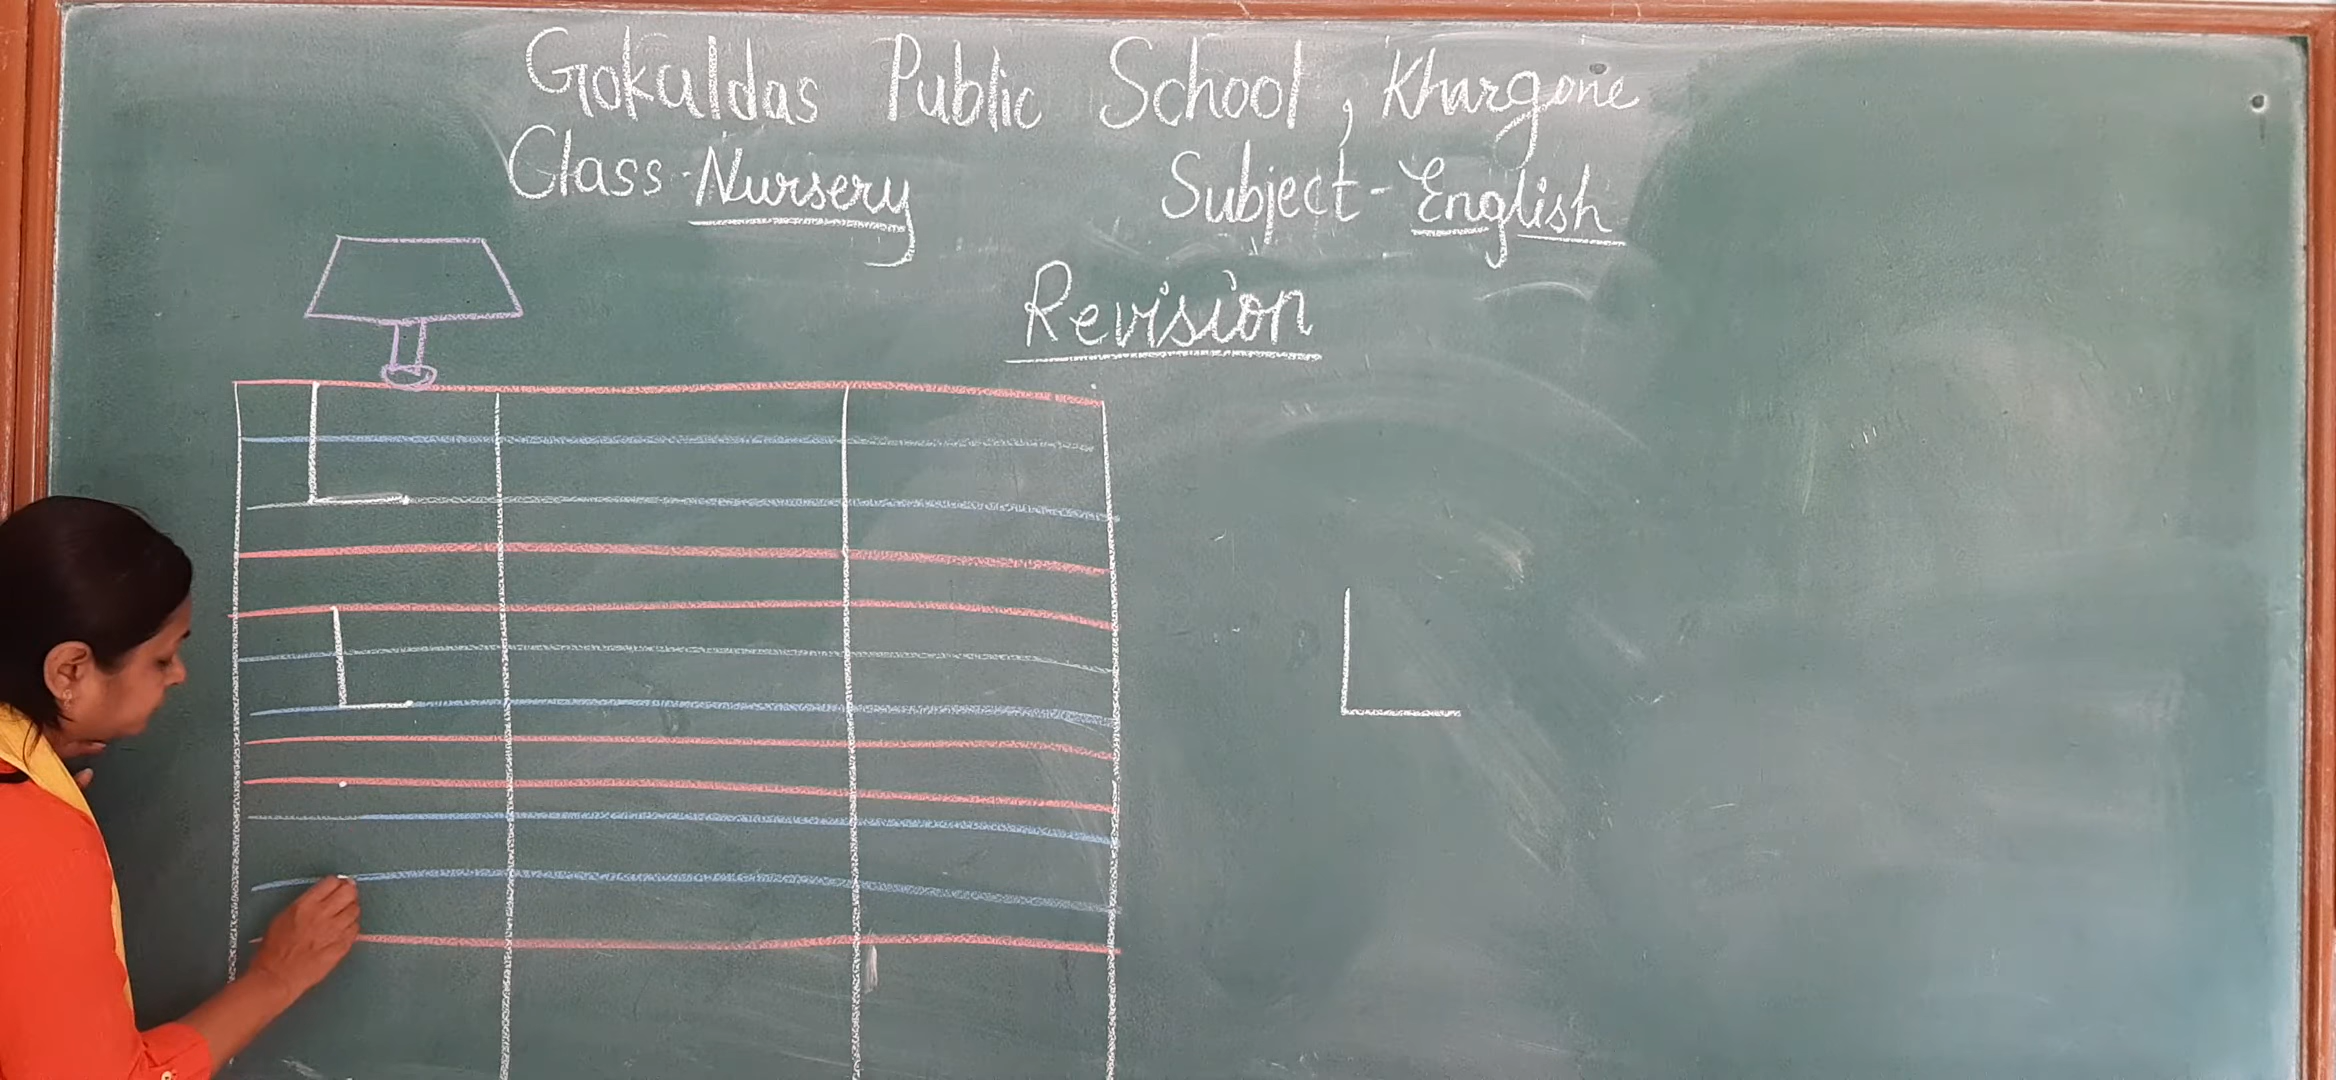 Gokuldas Public School, Khargone
Class-Nursery Subject-English
Revision
L
L
L